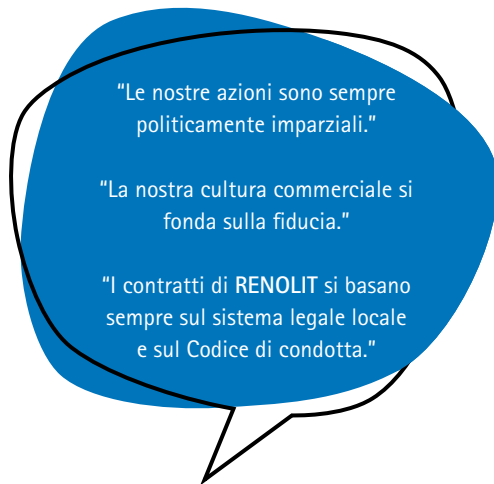 “Le nostre azioni sono sempre
politicamente imparziali.”
“La nostra cultura commerciale si
fonda sulla fiducia.”
“I contratti di RENOLIT si basano
sempre sul sistema legale locale
e sul Codice di condotta.”